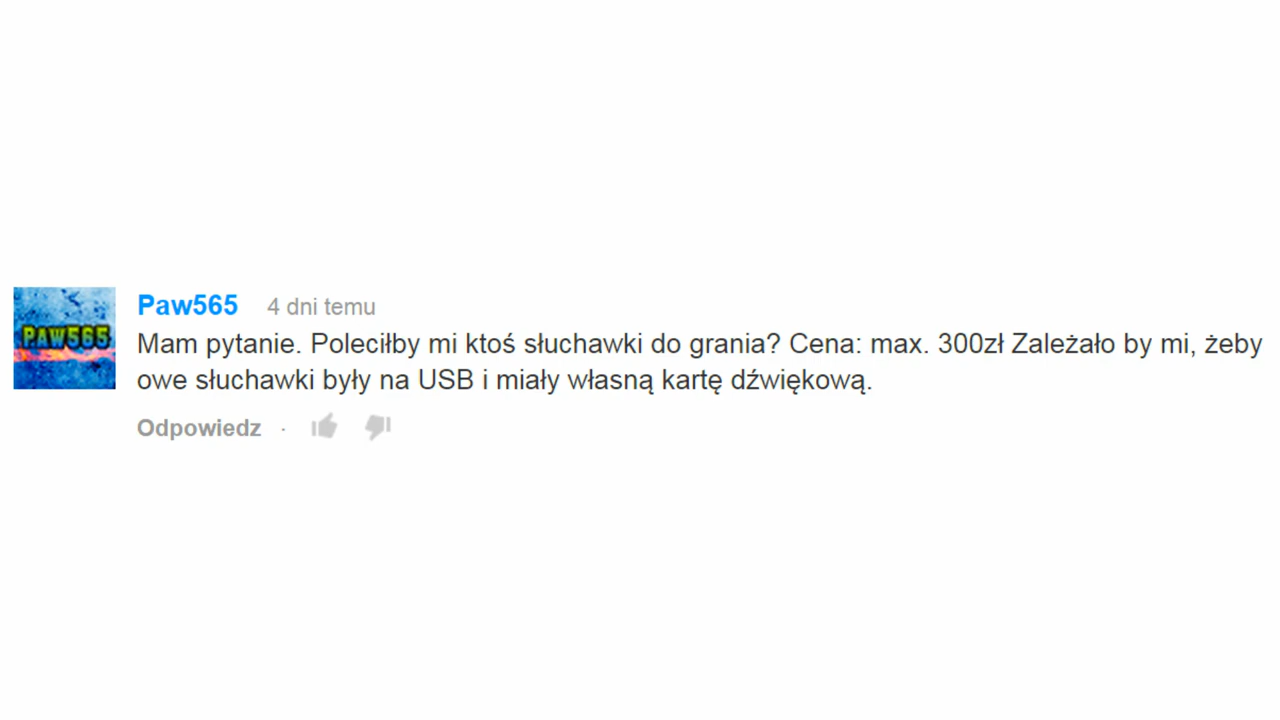 PAW565
Paw565 4 dni temu
Mam pytanie. Poleciłby mi ktoś słuchawki do grania? Cena: max. 300zł Zależało by mi, żeby
owe słuchawki były na USB i miały własną kartę dźwiękową.
Odpowiedz ·